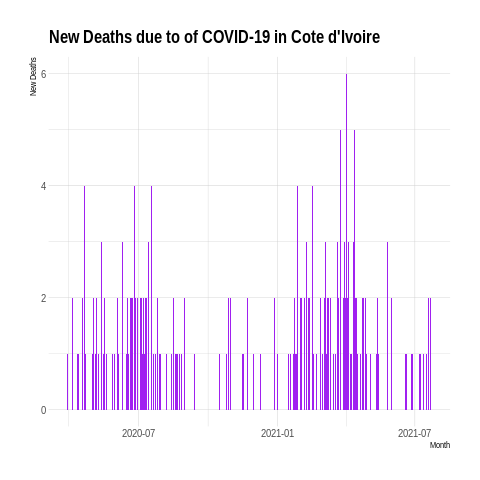 New Deaths due to of COVID-19 in Cote d'Ivoire
New Deaths
6
4
2
0
2020-07
2021-01
2021-07
Month